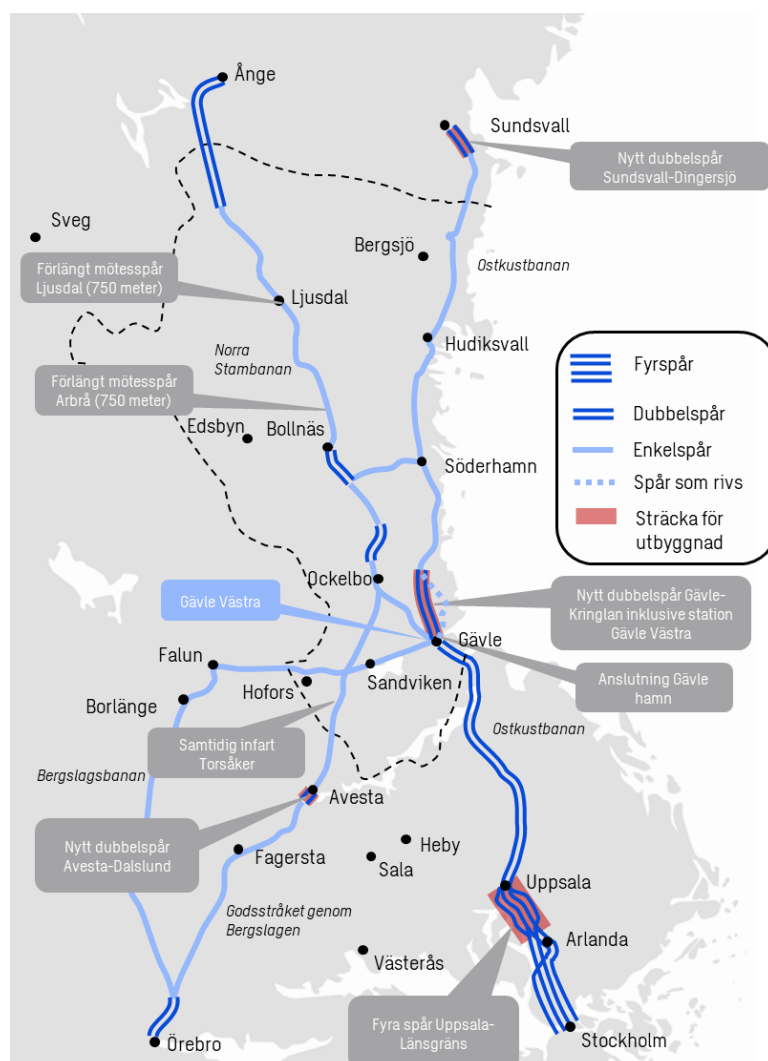 Ånge
Sundsvall
Nytt dubbelspår
Sundsvall-Dingersjö
Sveg
Bergsjö
Ostkustbanan
Förlängt mötesspår
Ljusdal (750 meter)
Ljusdal
Hudiksvall
Norra
Stambanan
Förlängt mötesspår
Arbrå (750 meter)
Edsbyn
Bollnäs
Söderhamn
Fyrspår
Dubbelspår
Enkelspår
Spår som rivs
Sträcka för
utbyggnad
Ockelbo
Gävle Västra
Nytt dubbelspår Gävle-
Kringlan inklusive station
Gävle Västra
Gävle
Falun
Sandviken
Hofors
Anslutning Gävle
hamn
Borlänge
Samtidig infart
Torsåker
Ostkustbanan
Bergslagsbanan
Avesta
Nytt dubbelspår
Avesta-Dalslund
Heby
Fagersta
Sala
Uppsala
Godsstråket genom
Bergslagen
Arlanda
Västerås
Fyra spår Uppsala-
Länsgräns
Stockholm
Örebro